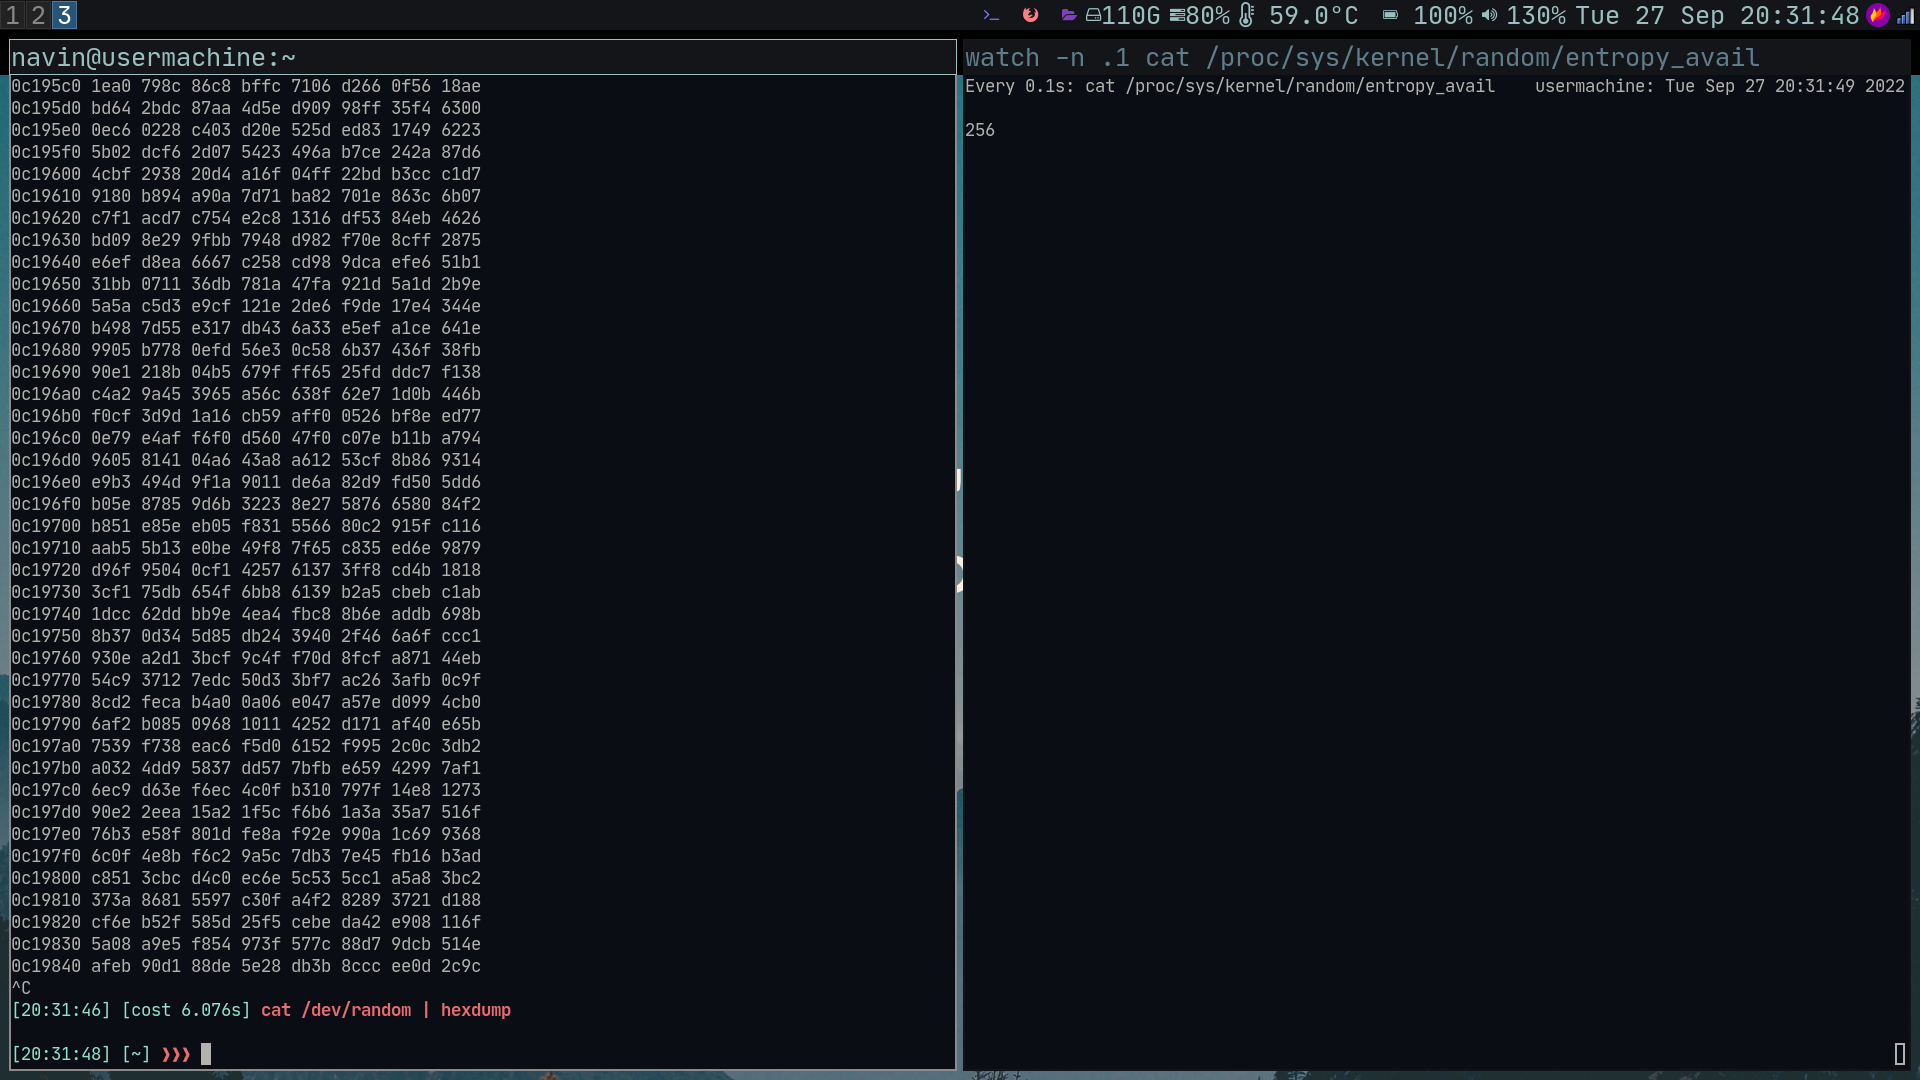 1 2 3
110G 80% 59.0°C 100% 130% Tue 27 Sep 20:31:48
navin@usermachine:~
0c195c0 1ea0 798c 86c8 bffc 7106 d266 0f56 18ae
0c195d0 bd64 2bdc 87aa 4d5e d909 98ff 35f4 6300
0c195e0 0ec6 0228 c403 d20e 525d ed83 1749 6223
0c195f0 5b02 dcf6 2d07 5423 496a b7ce 242a 87d6
0c19600 4cbf 2938 20d4 a16f 04ff 22bd b3cc c1d7
0c19610 9180 b894 a90a 7d71 ba82 701e 863c 6b07
0c19620 c7f1 acd7 c754 e2c8 1316 df53 84eb 4626
0c19630 bd09 8e29 9fbb 7948 d982 f70e 8cff 2875
0c19640 e6ef d8ea 6667 c258 cd98 9dca efe6 51b1
0c19650 31bb 0711 36db 781a 47fa 921d 5a1d 2b9e
0c19660 5a5a c5d3 e9cf 121e 2de6 f9de 17e4 344e
0c19670 b498 7d55 e317 db43 6a33 e5ef a1ce 641e
0c19680 9905 b778 0efd 56e3 0c58 6b37 436f 38fb
0c19690 90e1 218b 04b5 679f ff65 25fd ddc7 f138
0c196a0 c4a2 9a45 3965 a56c 638f 62e7 1d0b 446b
0c196b0 f0cf 3d9d 1a16 cb59 aff0 0526 bf8e ed77
0c196c0 0e79 e4af f6f0 d560 47f0 c07e b11b a794
0c196d0 9605 8141 04a6 43a8 a612 53cf 8b86 9314
0c196e0 e9b3 494d 9f1a 9011 de6a 82d9 fd50 5dd6
0c196f0 b05e 8785 9d6b 3223 8e27 5876 6580 84f2
0c19700 b851 e85e eb05 f831 5566 80c2 915f c116
0c19710 aab5 5b13 e0be 49f8 7f65 c835 ed6e 9879
0c19720 d96f 9504 0cf1 4257 6137 3ff8 cd4b 1818
0c19730 3cf1 75db 654f 6bb8 6139 b2a5 cbeb c1ab
0c19740 1dcc 62dd bb9e 4ea4 fbc8 8b6e addb 698b
0c19750 8b37 0d34 5d85 db24 3940 2f46 6a6f ccc1
0c19760 930e a2d1 3bcf 9c4f f70d 8fcf a871 44eb
0c19770 54c9 3712 7edc 50d3 3bf7 ac26 3afb 0c9f
0c19780 8cd2 feca b4a0 0a06 e047 a57e d099 4cb0
0c19790 6af2 b085 0968 1011 4252 d171 af40 e65b
0c197a0 7539 f738 eac6 f5d0 6152 f995 2c0c 3db2
0c197b0 a032 4dd9 5837 dd57 7bfb e659 4299 7af1
0c197c0 6ec9 d63e f6ec 4c0f b310 797f 14e8 1273
0c197d0 90e2 2eea 15a2 1f5c f6b6 1a3a 35a7 516f
0c197e0 76b3 e58f 801d fe8a f92e 990a 1c69 9368
0c197f0 6c0f 4e8b f6c2 9a5c 7db3 7e45 fb16 b3ad
0c19800 c851 3cbc d4c0 ec6e 5c53 5cc1 a5a8 3bc2
0c19810 373a 8681 5597 c30f a4f2 8289 3721 d188
0c19820 cf6e b52f 585d 25f5 cebe da42 e908 116f
0c19830 5a08 a9e5 f854 973f 577c 88d7 9dcb 514e
0c19840 afeb 90d1 88de 5e28 db3b 8ccc ee0d 2c9c
^C
[20:31:46] [cost 6.076s] cat /dev/random | hexdump
[20:31:48] [~] ❯❯❯
watch -n .1 cat /proc/sys/kernel/random/entropy_avail
Every 0.1s: cat /proc/sys/kernel/random/entropy_avail usermachine: Tue Sep 27 20:31:49 2022
256